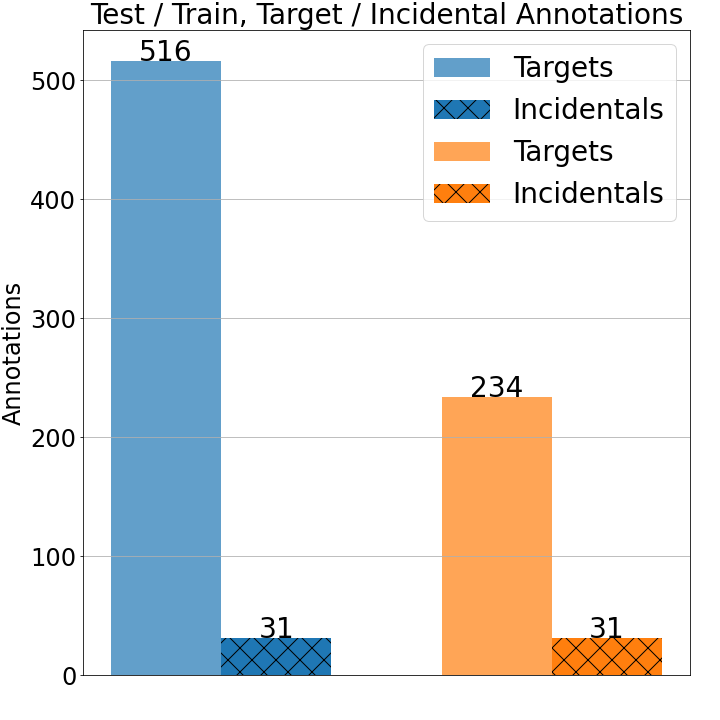 Test / Train, Target / Incidental Annotations
516
500
Targets
Incidentals
Targets
Incidentals
400
Annotations
300
234
200
100
31
31
0